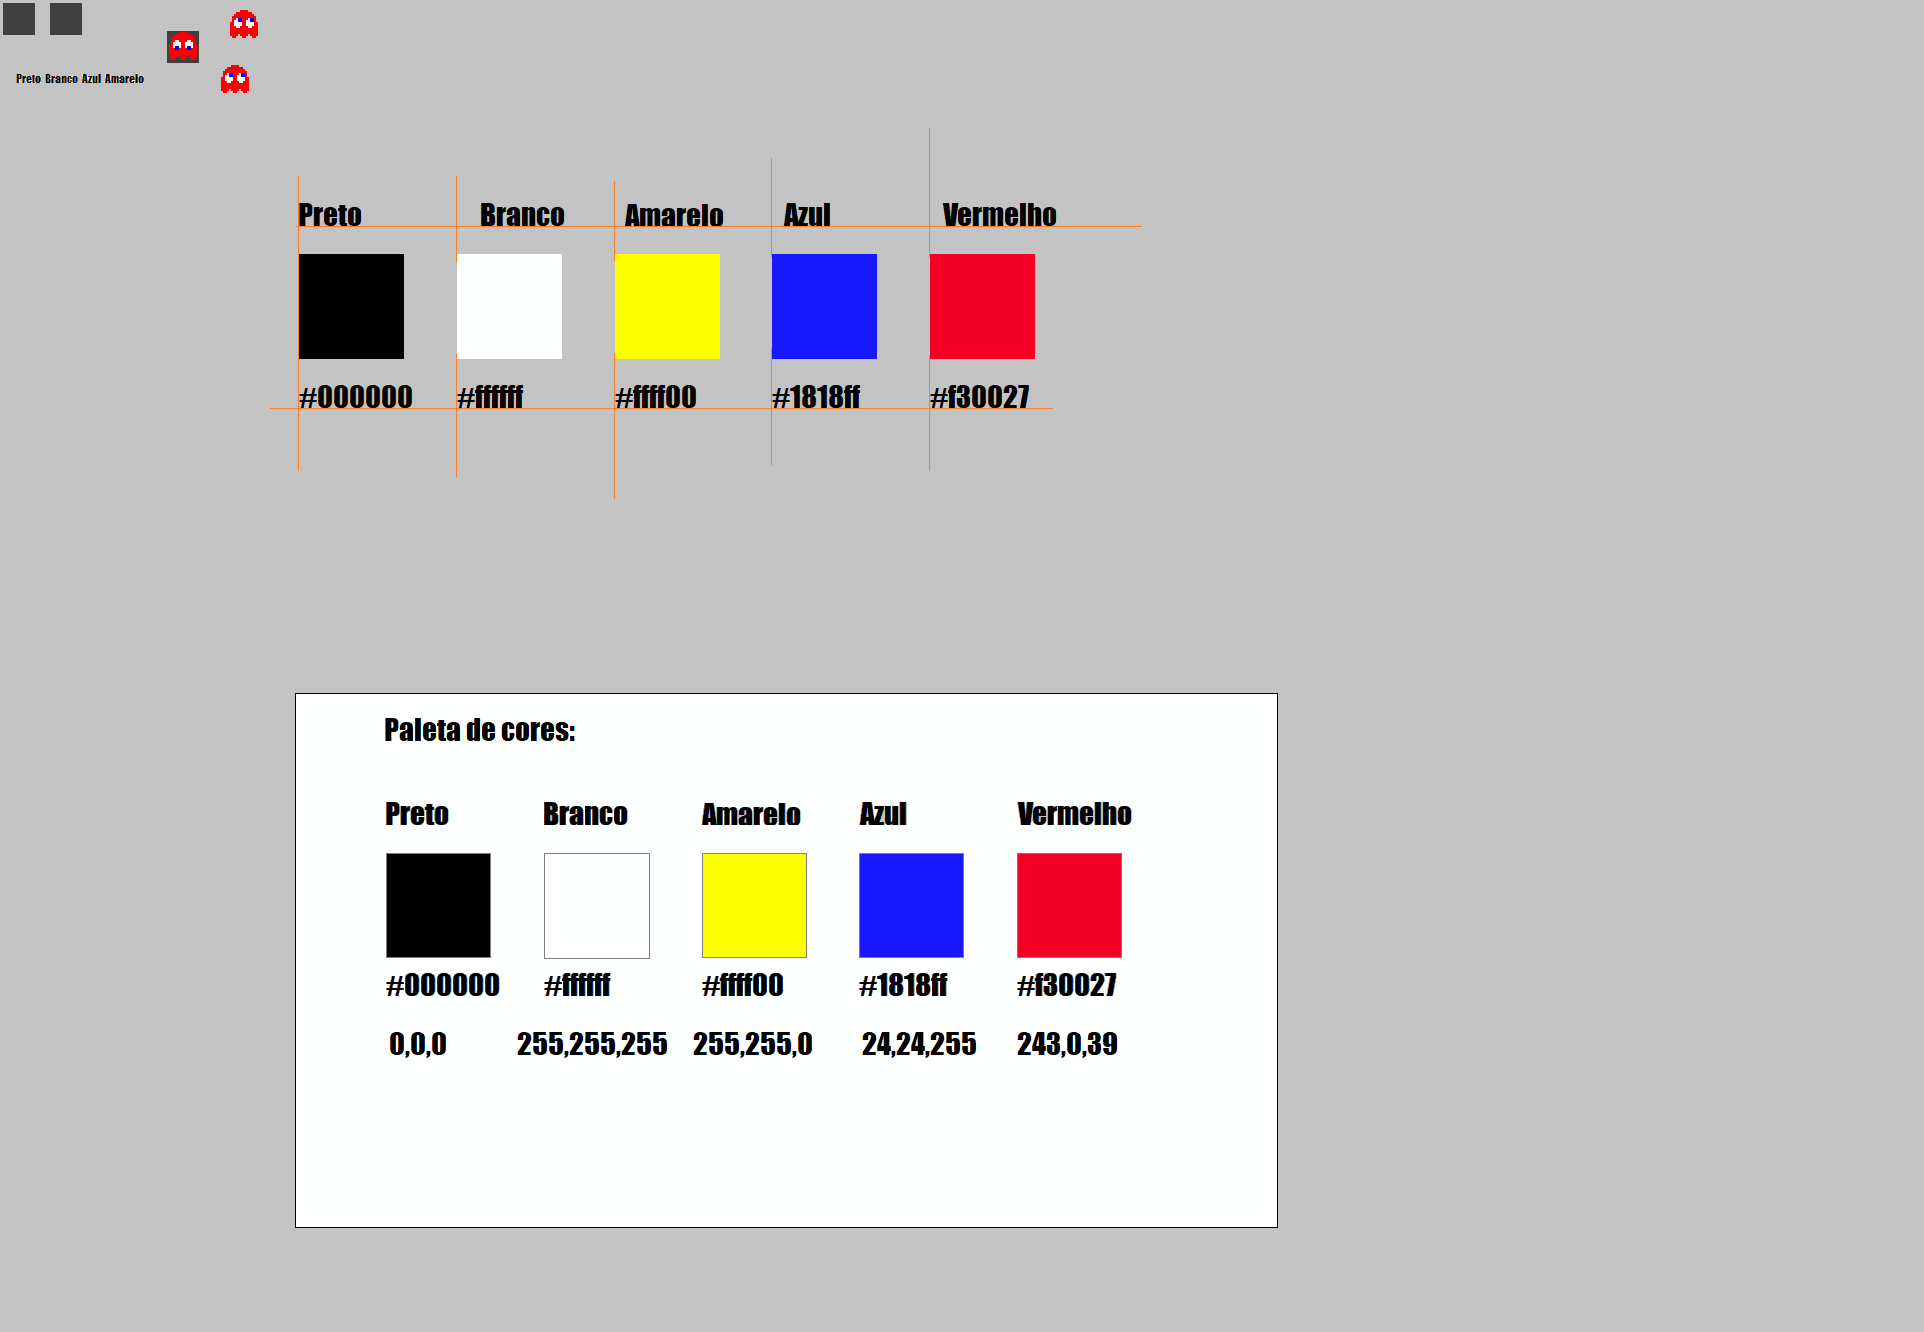 Preto Branco Azul Amarelo
Preto Branco Amarelo Azul Vermelho
#000000 #ffffff #ffff00 #1818ff #f30027
Paleta de cores:
Preto Branco Amarelo Azul Vermelho
#000000 #ffffff #ffff00 #1818ff #f30027
0,0,0 255,255,255 255,255,0 24,24,255 243,0,39